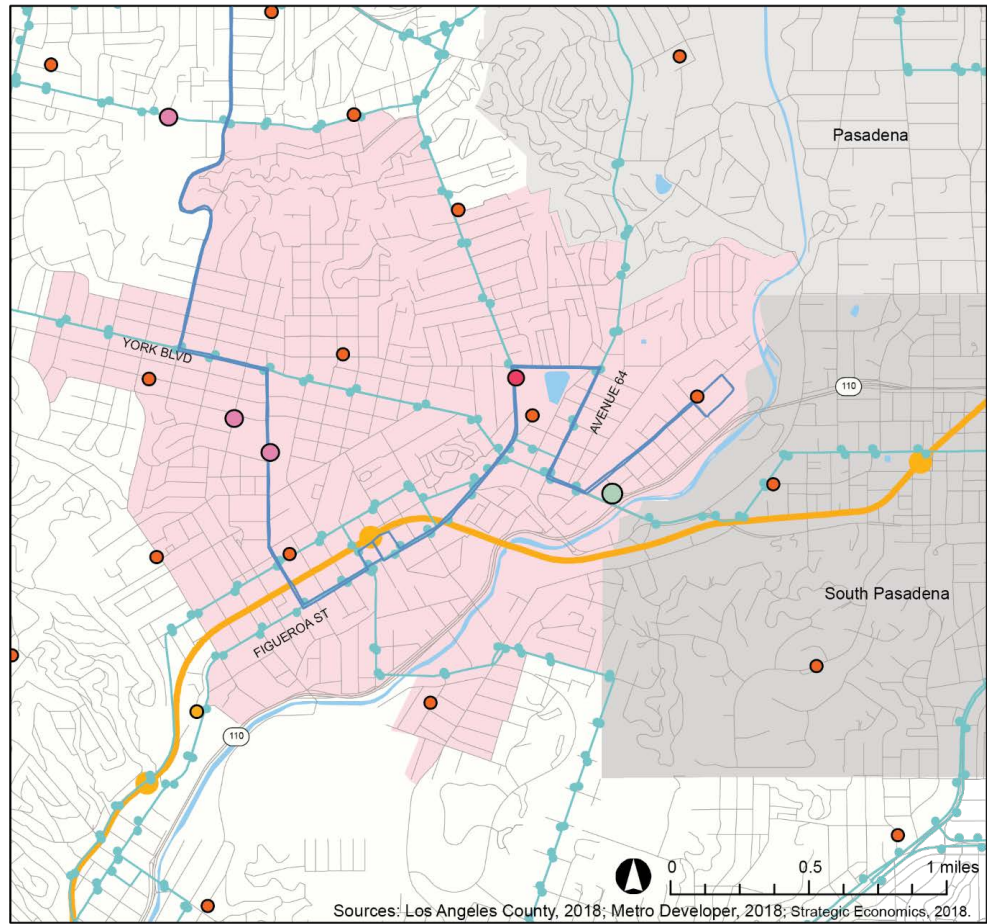 Pasadena
YORK BLVD
AVENUE 64
110
South Pasadena
FIGUEROA ST
110
0 0.5 1 miles
Sources: Los Angeles County, 2018; Metro Developer, 2018; Strategic Economics, 2018.